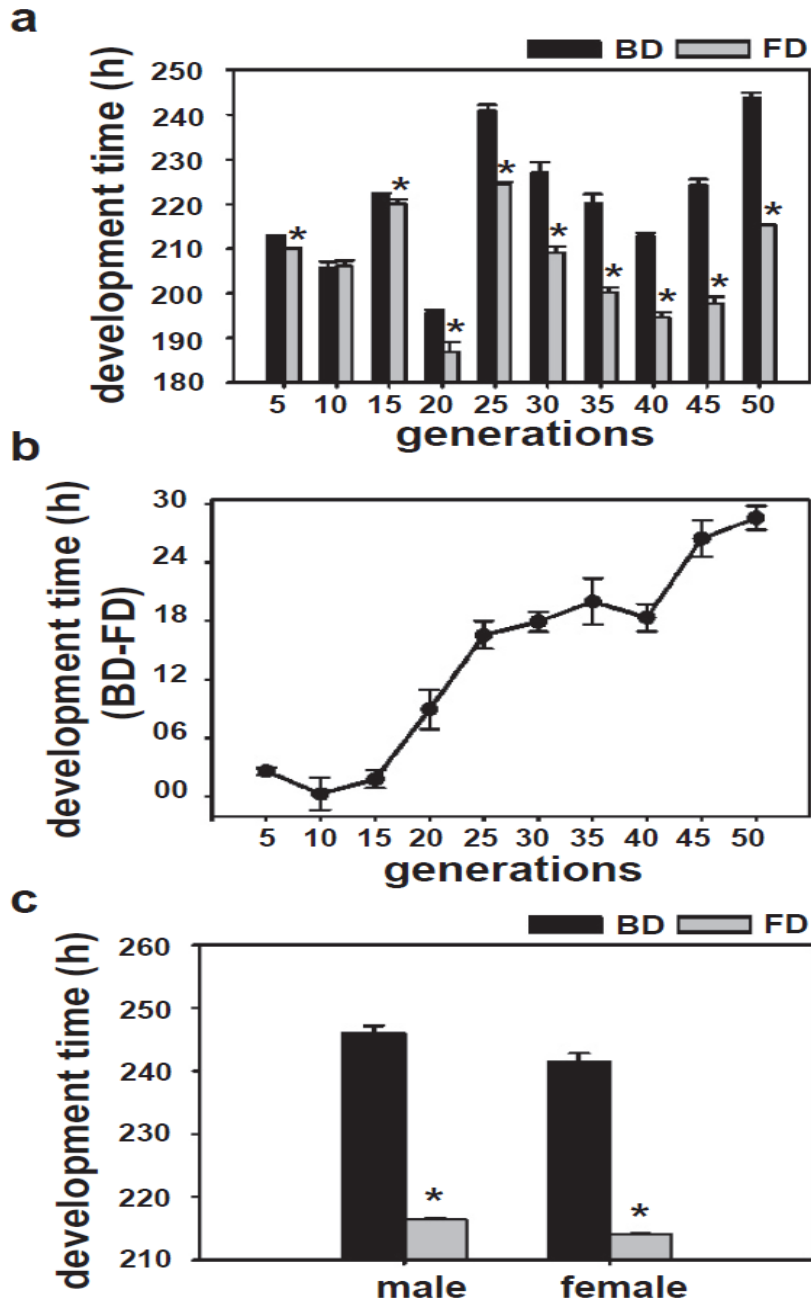 a
BD FD
development time (h)
250
240
230
220
210
200
190
180
* * * * * * * * *
5 10 15 20 25 30 35 40 45 50
generations
b
development time (h)
(BD-FD)
30
24
18
12
06
00
5 10 15 20 25 30 35 40 45 50
generations
c
BD FD
development time (h)
260
250
240
230
220
210
* *
male female